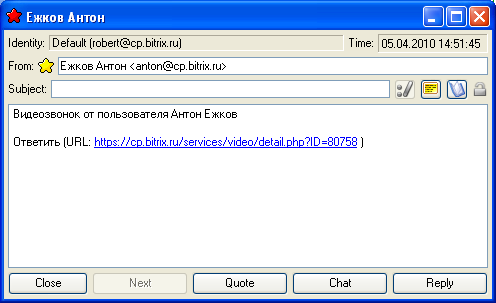 Ежков Антон
Identity: Default (robert@cp.bitrix.ru) Time: 05.04.2010 14:51:45
From: Ежков Антон <anton@cp.bitrix.ru>
Subject:
Видеозвонок от пользователя Антон Ежков
Ответить (URL: https://cp.bitrix.ru/services/video/detail.php?ID=80758 )
Close Next Quote Chat Reply